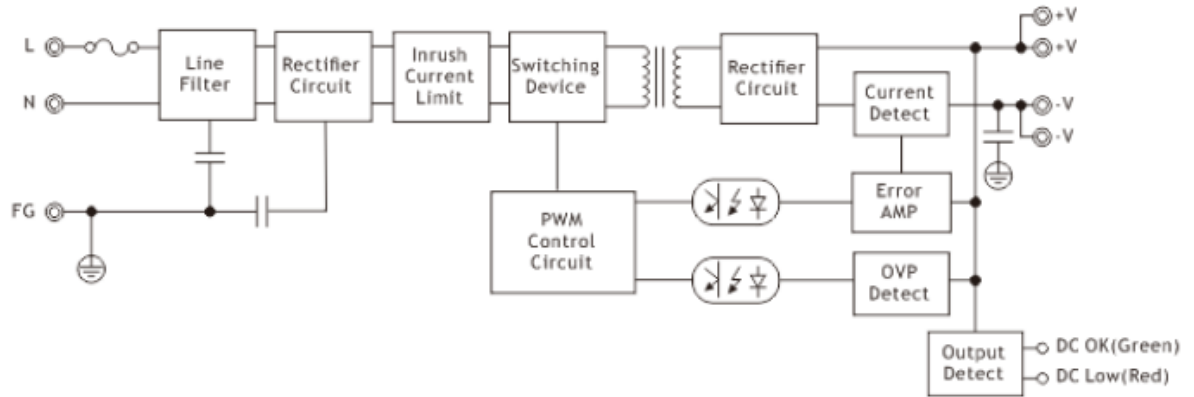 +V
L
+V
Line
Filter
Rectifier
Circuit
Inrush
Current
Limit
Switching
Device
Rectifier
Circuit
Current
Detect
N
-V
-V
FG
PWM
Control
Circuit
Error
AMP
OVP
Detect
Output
Detect
DC OK(Green)
DC Low(Red)